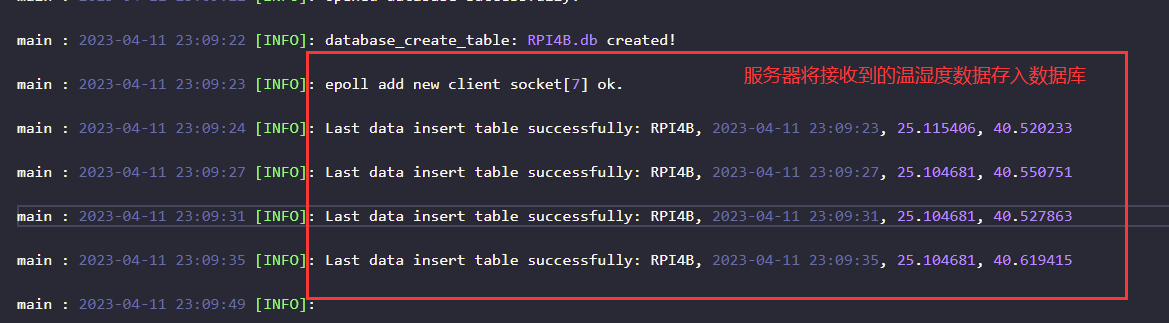 main : 2023-04-11 23:09:22 [INFO]: database_create_table: RPI4B.db created!
服务器将接收到的温湿度数据存入数据库
main : 2023-04-11 23:09:23 [INFO]: epoll add new client socket[7] ok.
main : 2023-04-11 23:09:24 [INFO]: Last data insert table successfully: RPI4B, 2023-04-11 23:09:23, 25.115406, 40.520233
main : 2023-04-11 23:09:27 [INFO]: Last data insert table successfully: RPI4B, 2023-04-11 23:09:27, 25.104681, 40.550751
main : 2023-04-11 23:09:31 [INFO]: Last data insert table successfully: RPI4B, 2023-04-11 23:09:31, 25.104681, 40.527863
main : 2023-04-11 23:09:35 [INFO]: Last data insert table successfully: RPI4B, 2023-04-11 23:09:35, 25.104681, 40.619415
main : 2023-04-11 23:09:49 [INFO]: